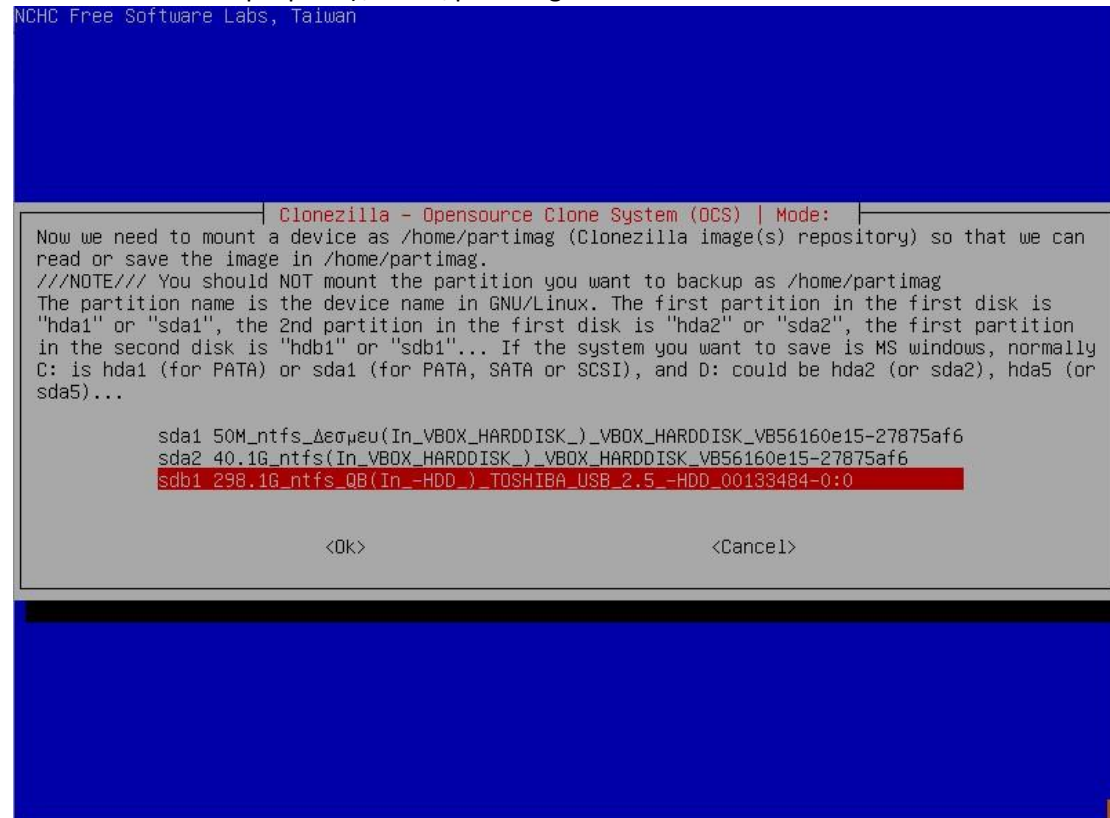 NCHC Free Software Labs, Taiwan
Clonezilla - Opensource Clone System (OCS) | Mode:
Now we need to mount a device as /home/partimag (Clonezilla image(s) repository) so that we can
read or save the image in /home/partimag.
///NOTE/// You should NOT mount the partition you want to backup as /home/partimag
The partition name is the device name in GNU/Linux. The first partition in the first disk is
"hda1" or "sda1", the 2nd partition in the first disk is "hda2" or "sda2", the first partition
in the second disk is "hdb1" or "sdb1"... If the system you want to save is MS windows, normally
C: is hda1 (for PATA) or sda1 (for PATA, SATA or SCSI), and D: could be hda2 (or sda2), hda5 (or
sda5)...
sda1 50M_ntfs_Δεσμευ(In_VBOX_HARDDISK_)_VBOX_HARDDISK_VB56160e15-27875af6
sda2 40.1G_ntfs(In_VBOX_HARDDISK_)_VBOX_HARDDISK_VB56160e15-27875af6
sdb1 298.1G_ntfs_QB(In_-HDD_)_TOSHIBA_USB_2.5_-HDD_00133484-0:0
<Ok> <Cancel>